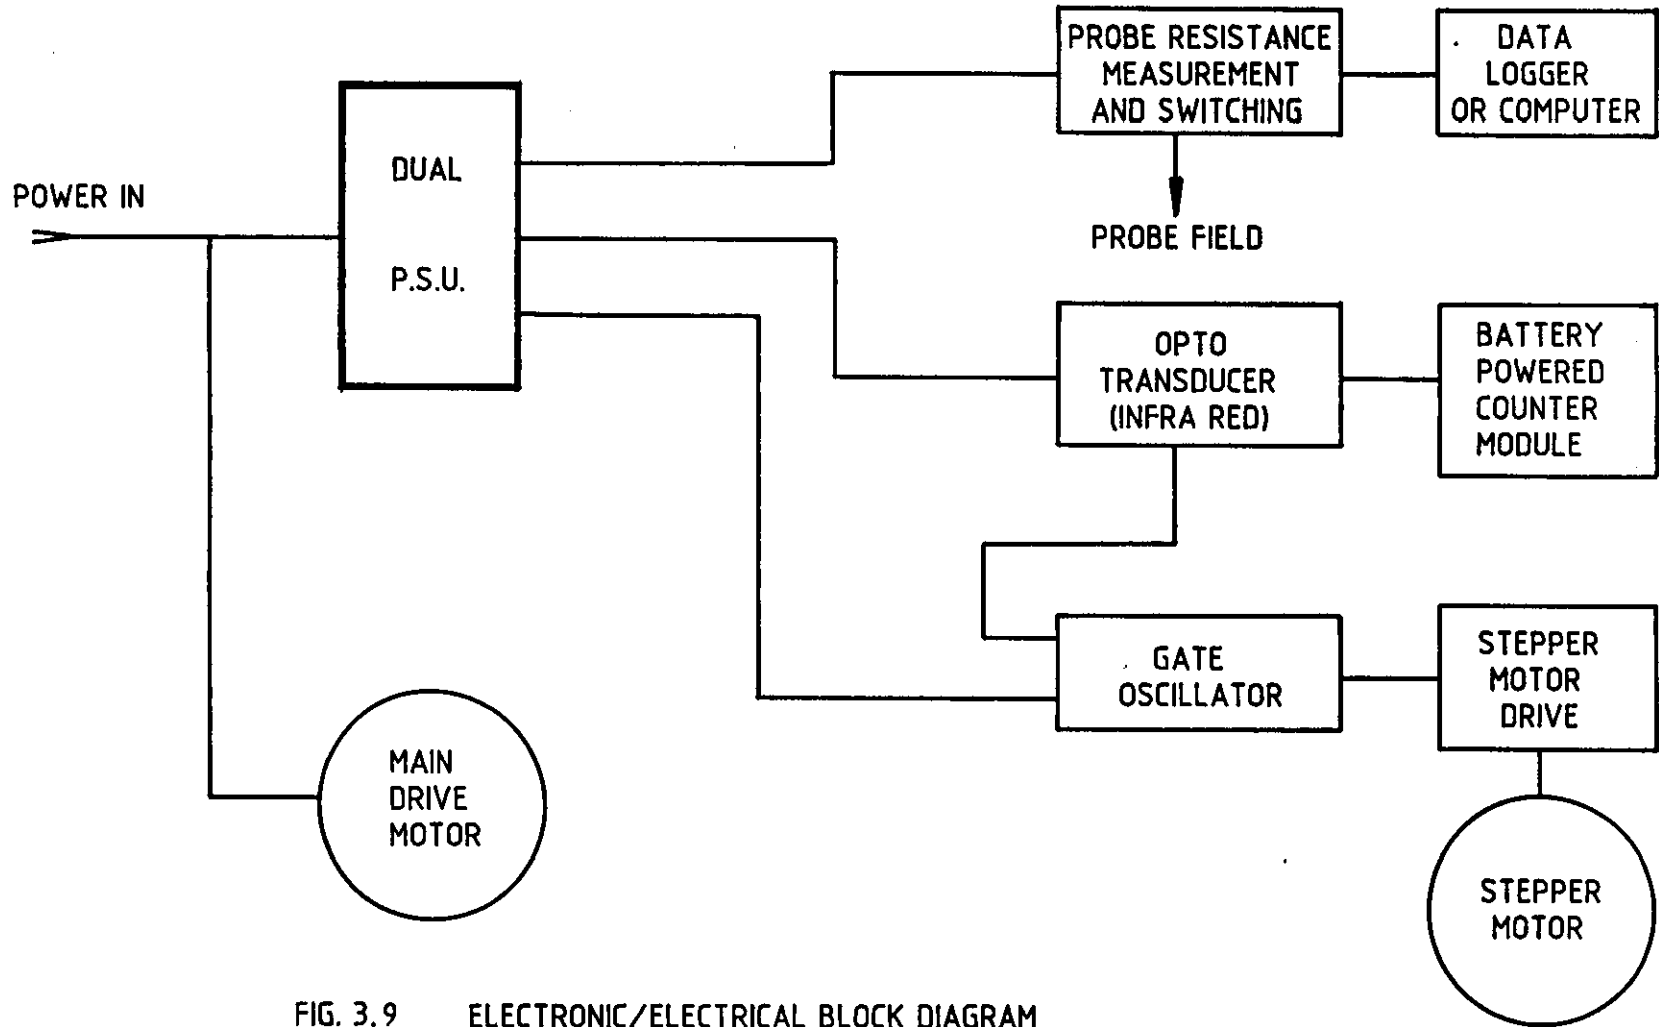 PROBE RESISTANCE
MEASUREMENT
AND SWITCHING
DATA
LOGGER
OR COMPUTER
DUAL
P.S.U.
POWER IN
PROBE FIELD
OPTO
TRANSDUCER
(INFRA RED)
BATTERY
POWERED
COUNTER
MODULE
GATE
OSCILLATOR
STEPPER
MOTOR
DRIVE
MAIN
DRIVE
MOTOR
STEPPER
MOTOR
FIG. 3.9 ELECTRONIC/ELECTRICAL BLOCK DIAGRAM